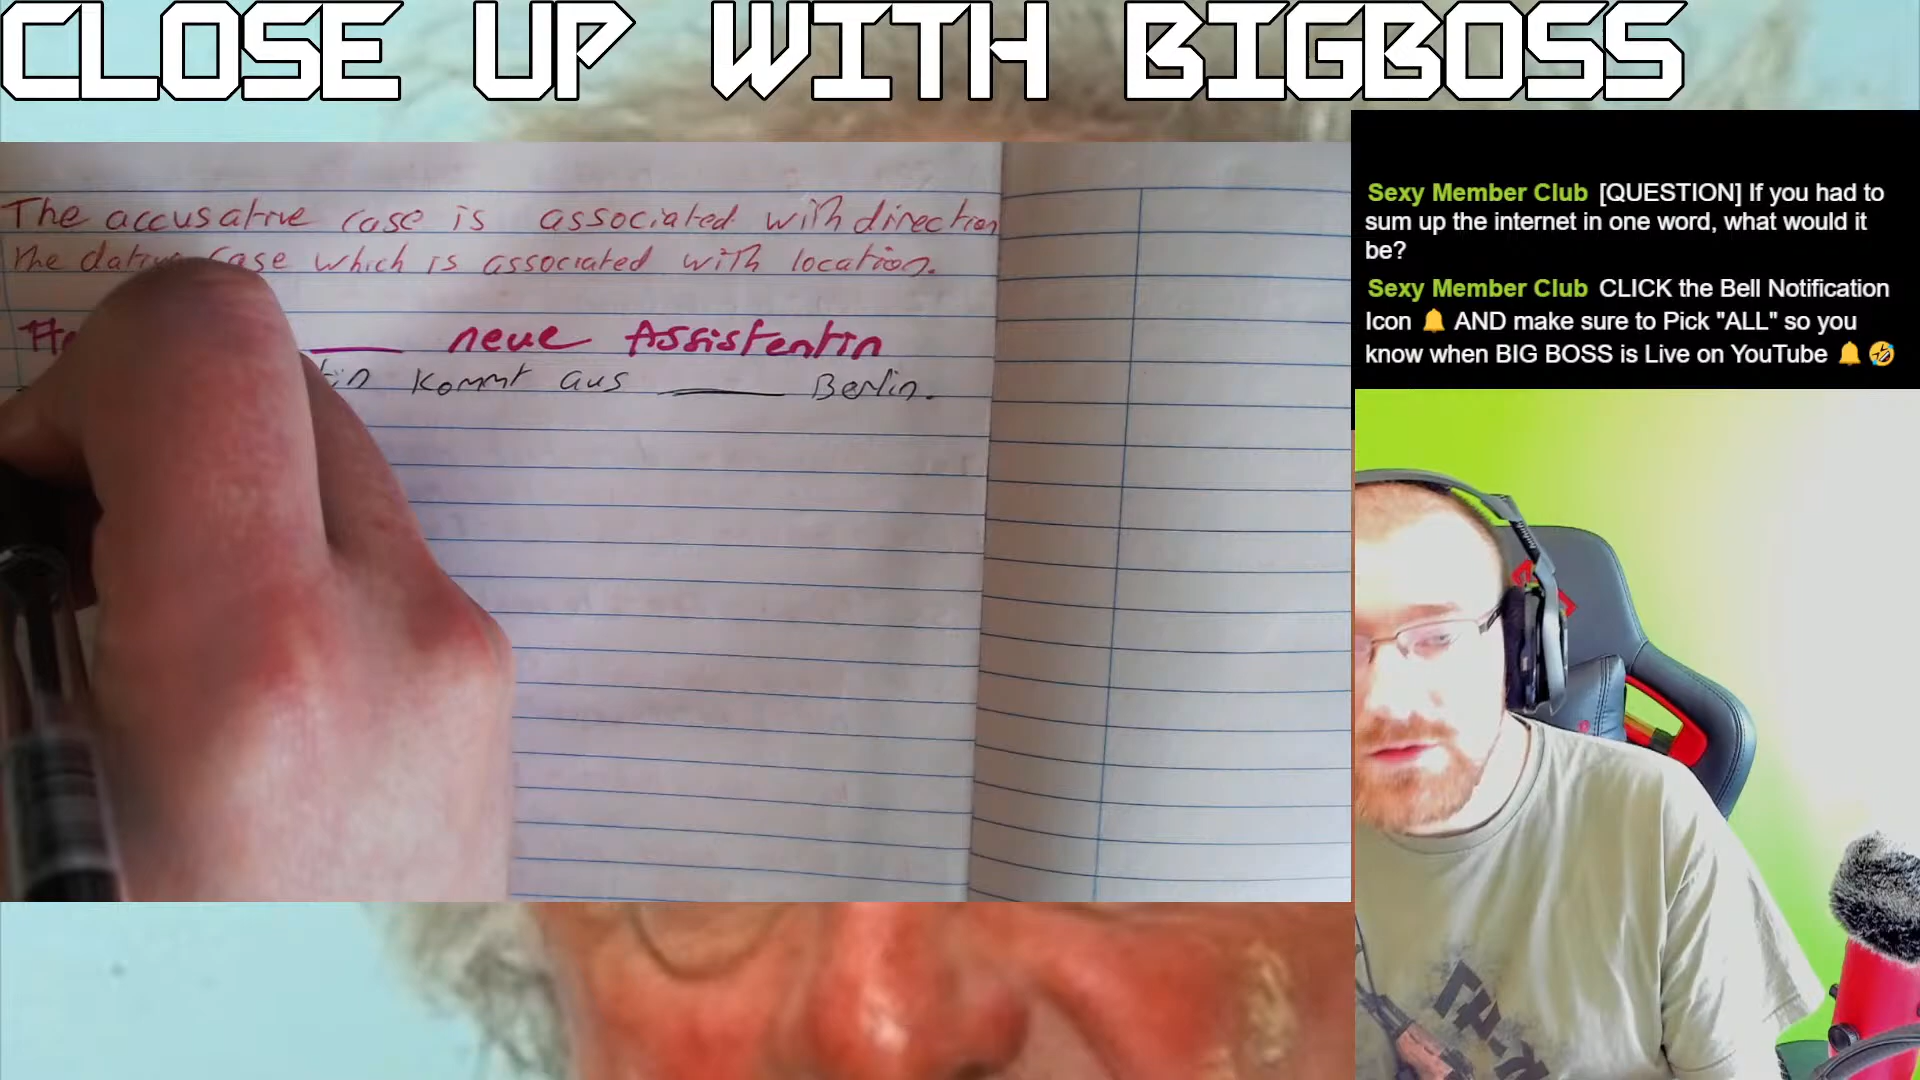 CLOSE UP WITH BIGBOSS
The accusative case is associated with direction
The dative case which is associated with location.
neue Assistentin
Kommt aus Berlin.
Sexy Member Club [QUESTION] If you had to
sum up the internet in one word, what would it
be?
Sexy Member Club CLICK the Bell Notification
Icon 🔔 AND make sure to Pick "ALL" so you
know when BIG BOSS is Live on YouTube 🔔🤣